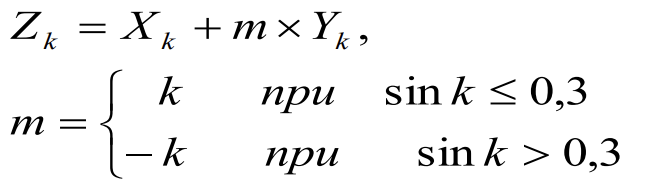 Z_k = X_k + m × Y_k ,
m = { k при sin k ≤ 0,3
− k при sin k > 0,3